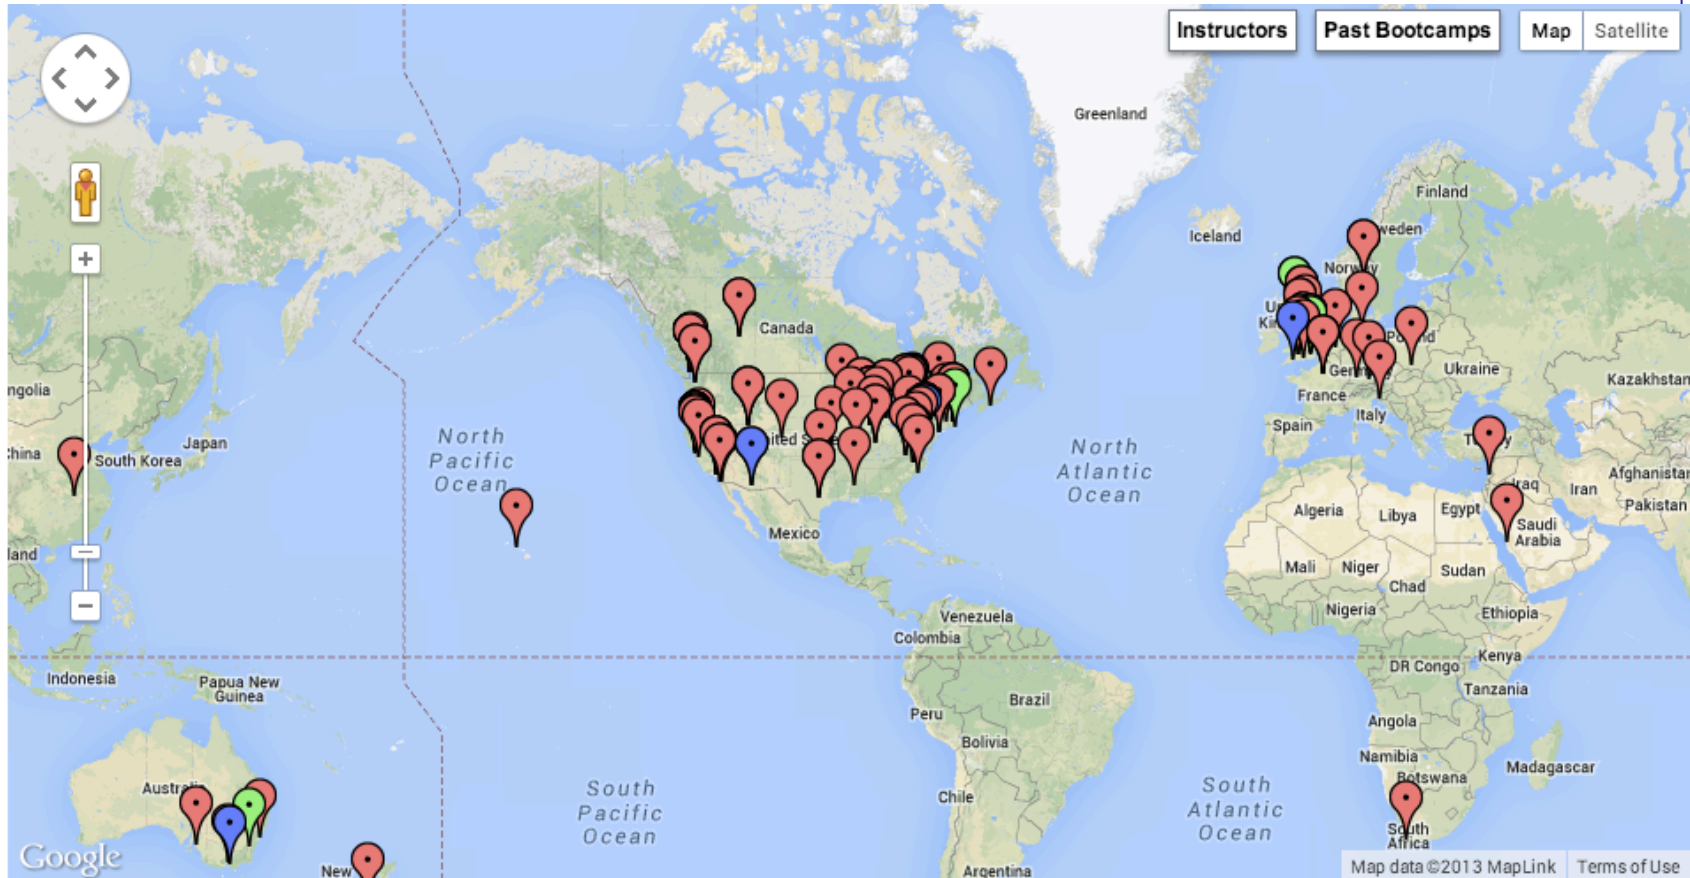 Instructors
Past Bootcamps
Map
Satellite
Greenland
Finland
Iceland
Norway
Canada
Ukraine
Kazakhstan
France
Italy
Spain
North
Pacific
Ocean
North
Atlantic
Ocean
Japan
South Korea
Afghanistan
Iraq
Iran
Pakistan
Algeria
Libya
Egypt
Saudi
Arabia
Mexico
Mali
Niger
Chad
Sudan
Nigeria
Ethiopia
Venezuela
Colombia
DR Congo
Kenya
Indonesia
Papua New
Guinea
Tanzania
Brazil
Peru
Angola
Bolivia
Namibia
Botswana
Madagascar
South
Pacific
Ocean
South
Atlantic
Ocean
Chile
South
Africa
Google
New
Argentina
Map data ©2013 MapLink
Terms of Use